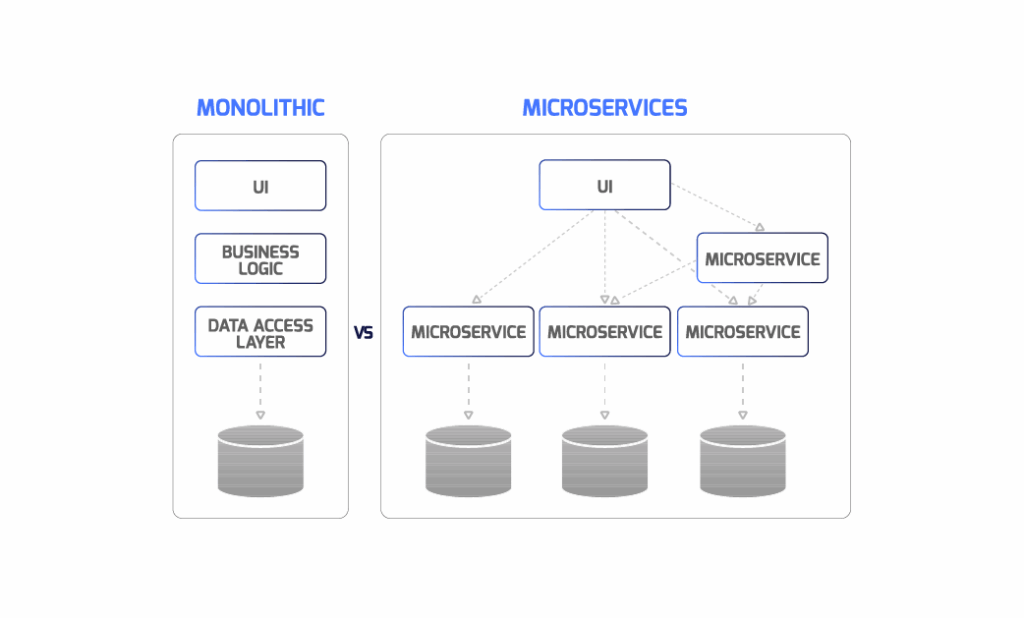 MONOLITHIC
UI
BUSINESS
LOGIC
DATA ACCESS
LAYER
VS
MICROSERVICES
UI
MICROSERVICE
MICROSERVICE
MICROSERVICE
MICROSERVICE